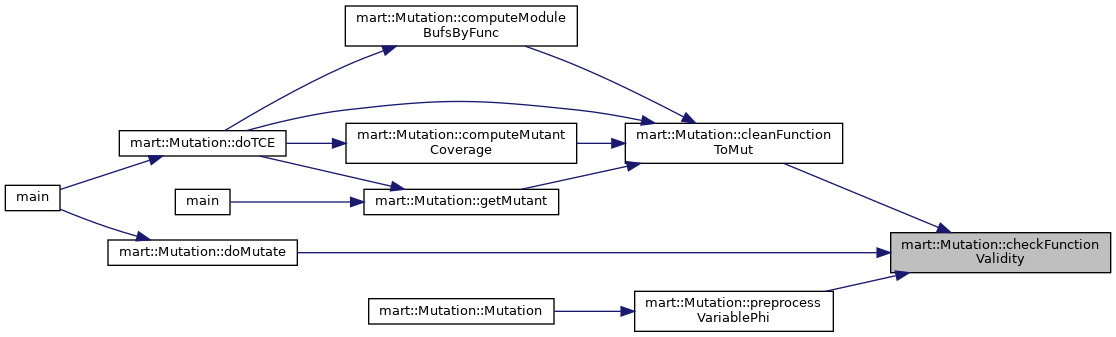 mart::Mutation::computeModule
BufsByFunc
mart::Mutation::doTCE
mart::Mutation::computeMutant
Coverage
mart::Mutation::cleanFunction
ToMut
main
main
mart::Mutation::getMutant
mart::Mutation::doMutate
mart::Mutation::checkFunction
Validity
mart::Mutation::Mutation
mart::Mutation::preprocess
VariablePhi